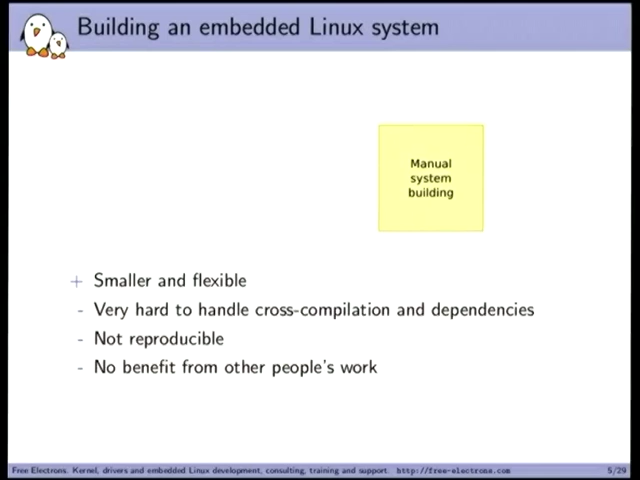 Building an embedded Linux system
Manual
system
building
+ Smaller and flexible
- Very hard to handle cross-compilation and dependencies
- Not reproducible
- No benefit from other people's work
Free Electrons. Kernel, drivers and embedded Linux development, consulting, training and support. http://free-electrons.com 5/29